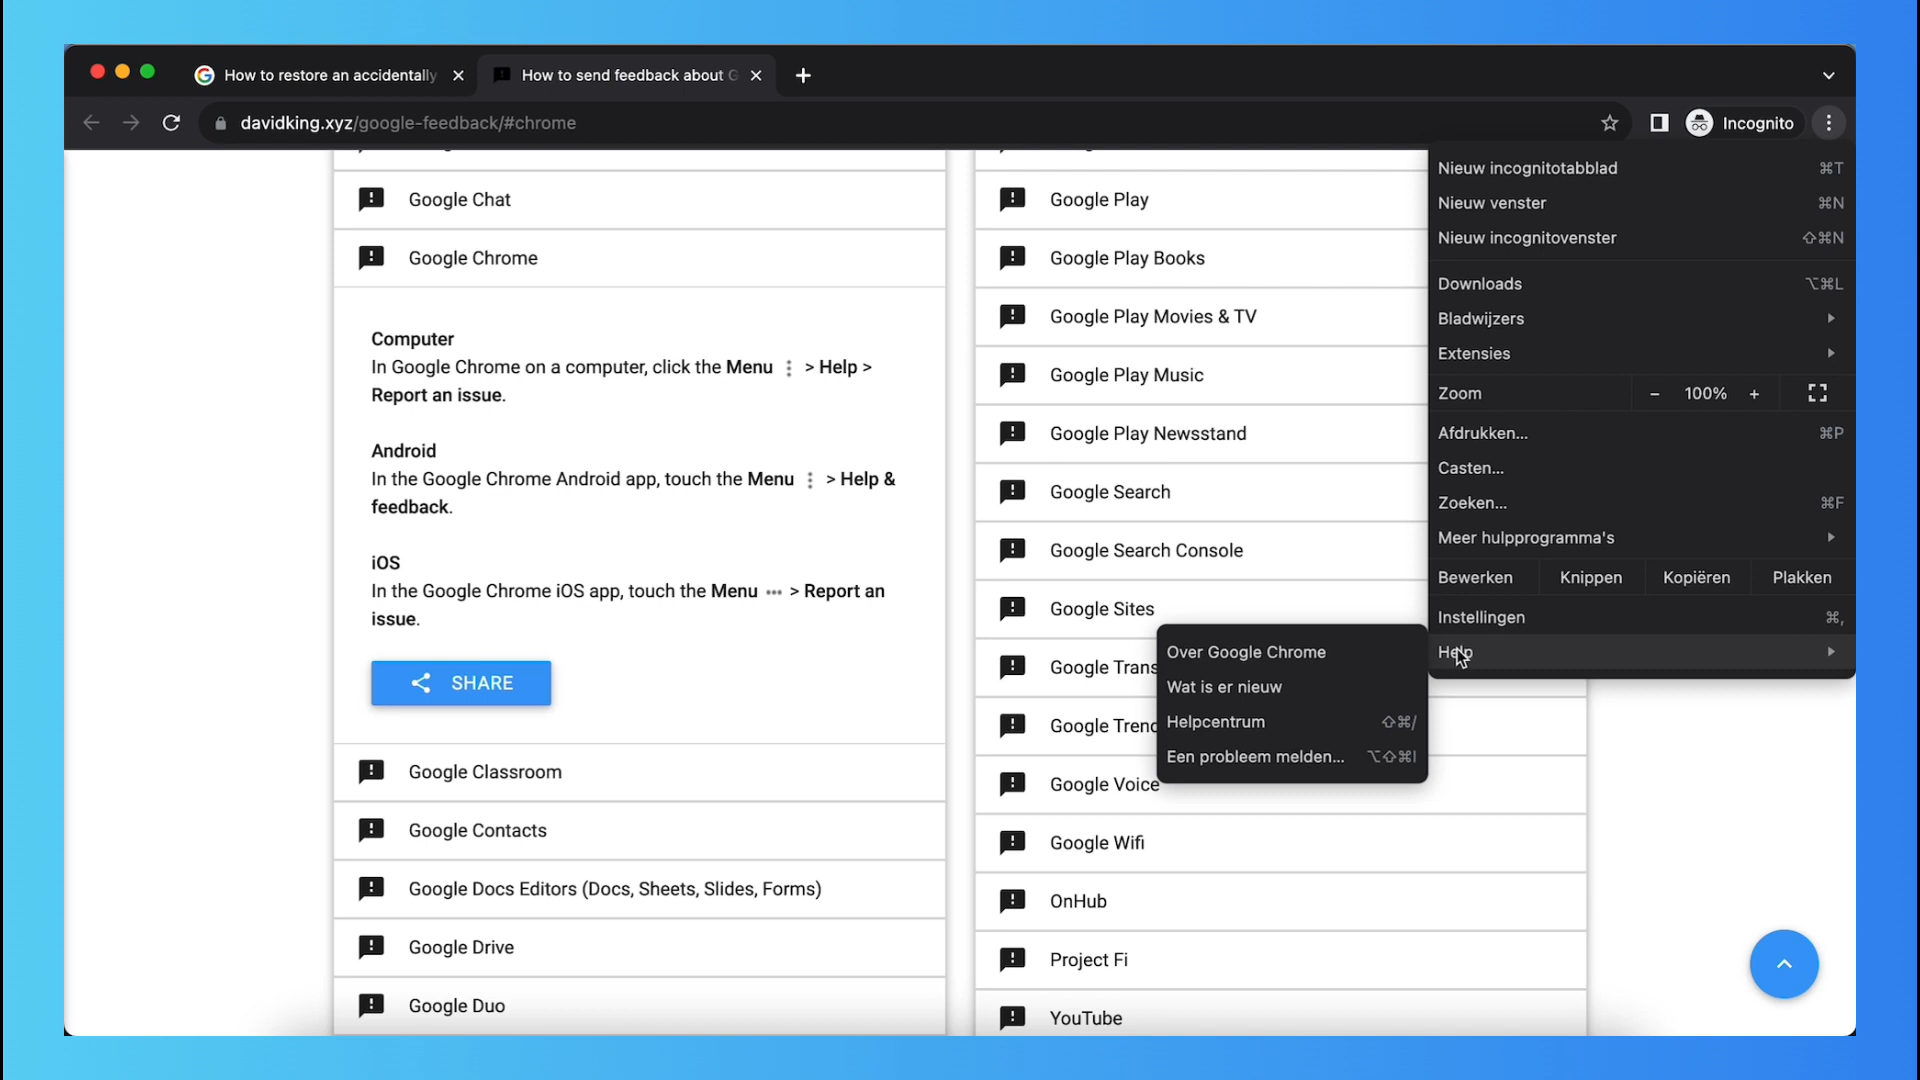 How to restore an accidentally
How to send feedback about G
davidking.xyz/google-feedback/#chrome
Incognito
Google Chat
Google Chrome
Computer
In Google Chrome on a computer, click the Menu ⋮ > Help >
Report an issue.
Android
In the Google Chrome Android app, touch the Menu ⋮ > Help &
feedback.
iOS
In the Google Chrome iOS app, touch the Menu ••• > Report an
issue.
SHARE
Google Classroom
Google Contacts
Google Docs Editors (Docs, Sheets, Slides, Forms)
Google Drive
Google Duo
Google Play
Google Play Books
Google Play Movies & TV
Google Play Music
Google Play Newsstand
Google Search
Google Search Console
Google Sites
Google Trans
Google Trenc
Google Voice
Google Wifi
OnHub
Project Fi
YouTube
Nieuw incognitotabblad ⌘T
Nieuw venster ⌘N
Nieuw incognitovenster ⇧⌘N
Downloads ⌥⌘L
Bladwijzers
Extensies
Zoom – 100% +
Afdrukken... ⌘P
Casten...
Zoeken... ⌘F
Meer hulpprogramma's
Bewerken Knippen Kopiëren Plakken
Instellingen ⌘,
Help
Over Google Chrome
Wat is er nieuw
Helpcentrum ⇧⌘/
Een probleem melden... ⌥⇧⌘I